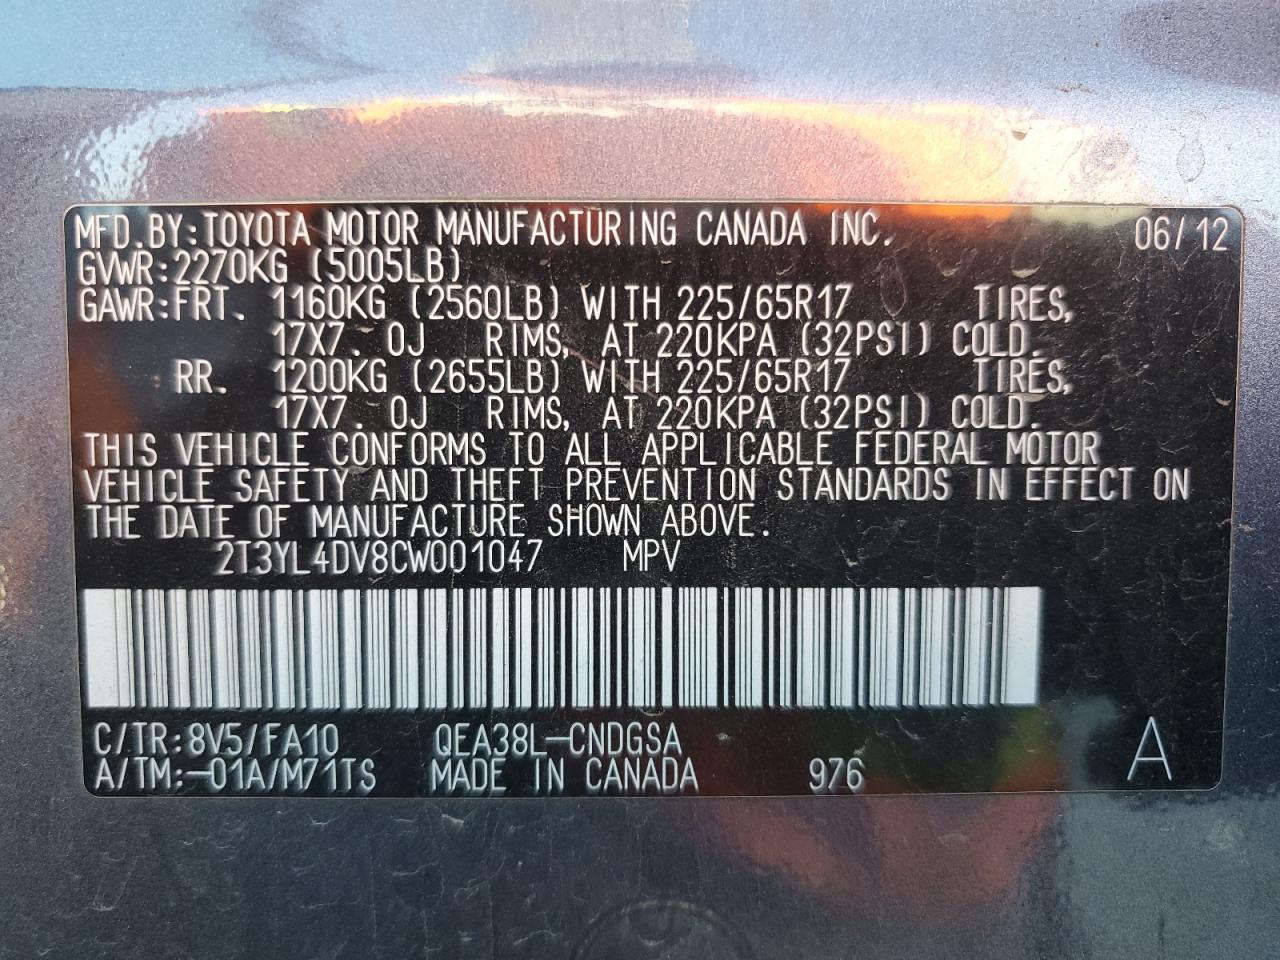 MFD.BY:TOYOTA MOTOR MANUFACTURING CANADA INC. 06/12
GVWR:2270KG (5005LB)
GAWR:FRT. 1160KG (2560LB) WITH 225/65R17 TIRES,
17X7.0J RIMS, AT 220KPA (32PSI) COLD.
RR. 1200KG (2655LB) WITH 225/65R17 TIRES,
17X7.0J RIMS, AT 220KPA (32PSI) COLD.
THIS VEHICLE CONFORMS TO ALL APPLICABLE FEDERAL MOTOR
VEHICLE SAFETY AND THEFT PREVENTION STANDARDS IN EFFECT ON
THE DATE OF MANUFACTURE SHOWN ABOVE.
2T3YL4DV8CW001047 MPV
C/TR:8V5/FA10 QEA38L-CNDGSA A
A/TM:-01A/M71TS MADE IN CANADA 976